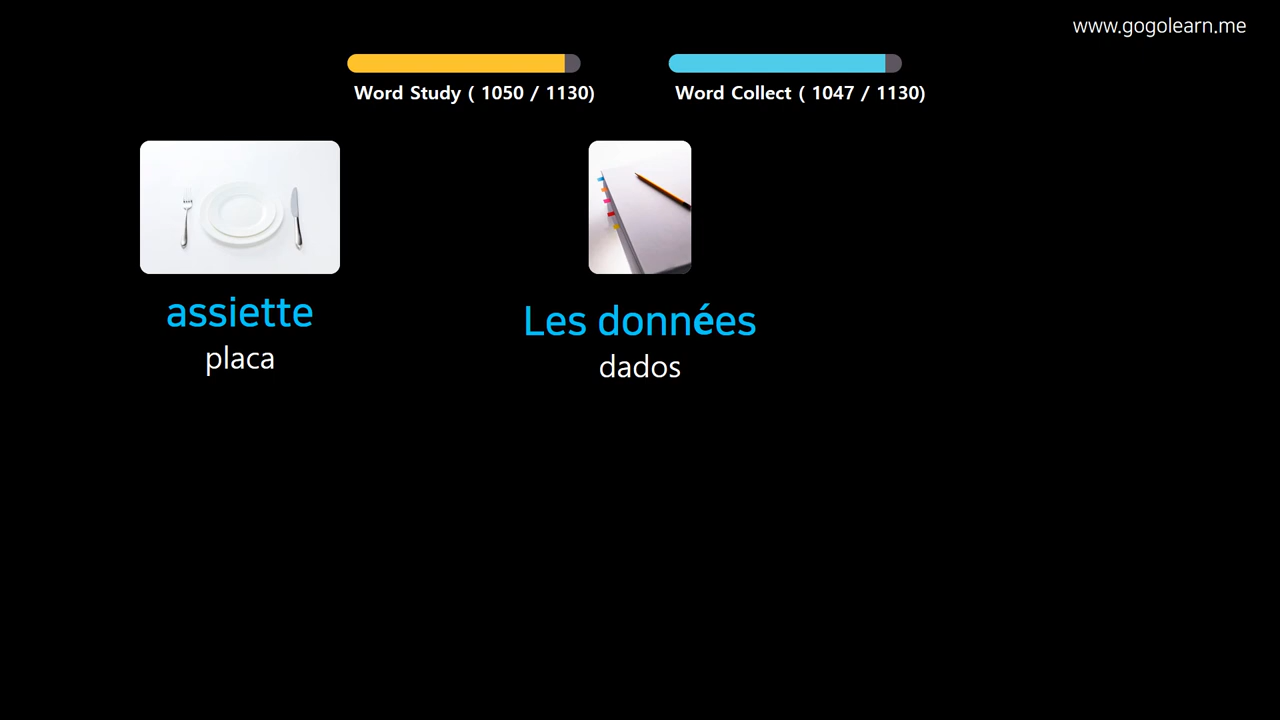 www.gogolearn.me
Word Study ( 1050 / 1130)
Word Collect ( 1047 / 1130)
assiette
placa
Les données
dados